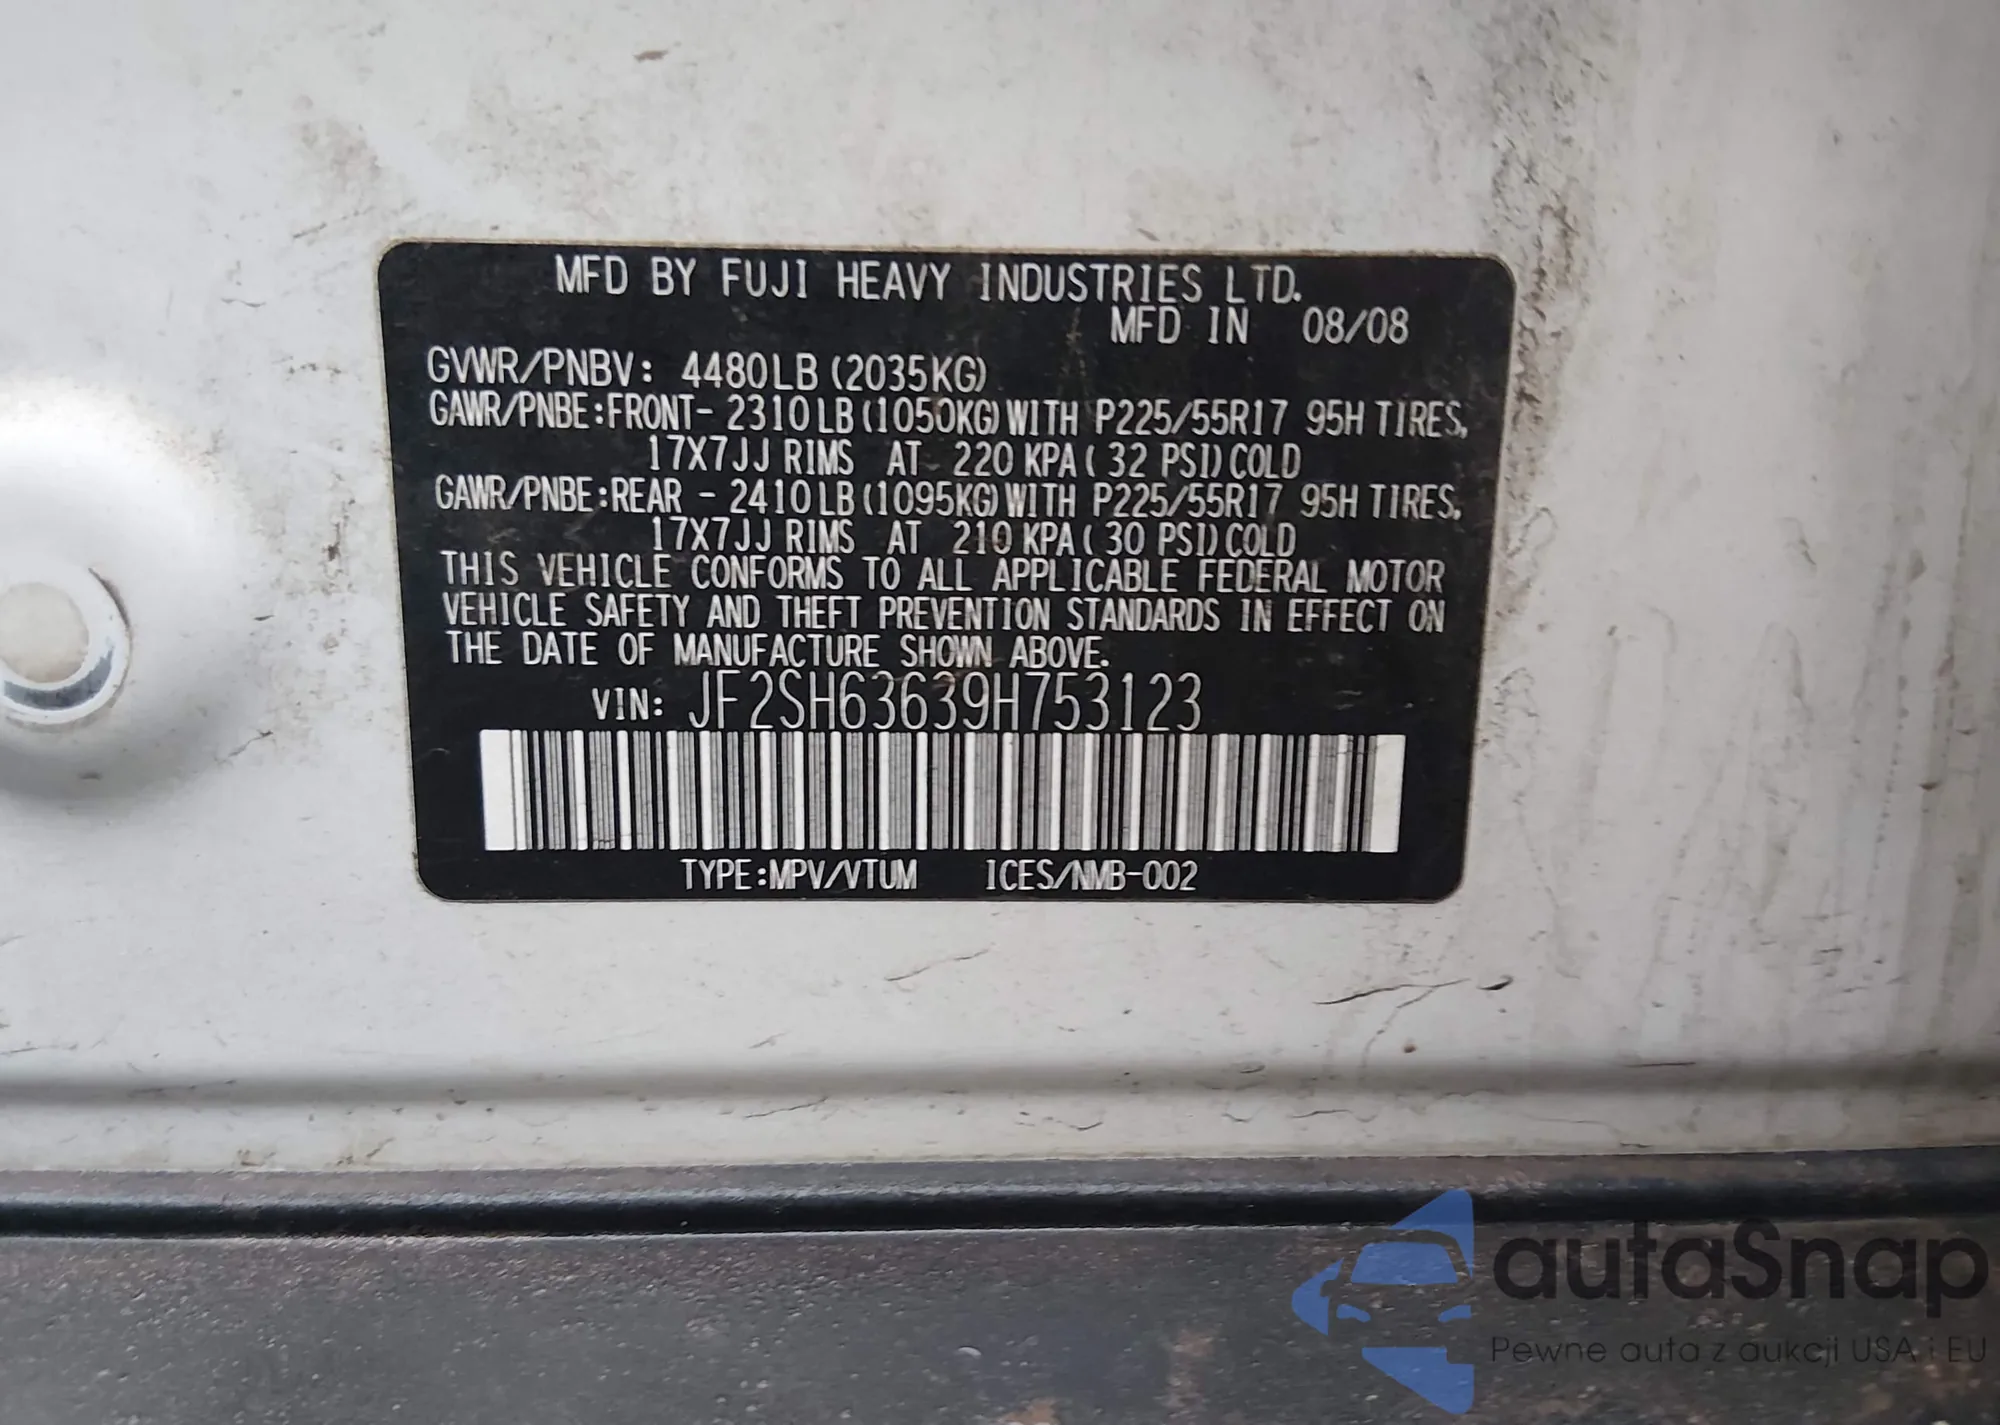 MFD BY FUJI HEAVY INDUSTRIES LTD.
MFD IN 08/08
GVWR/PNBV: 4480LB (2035KG)
GAWR/PNBE:FRONT- 2310LB (1050KG) WITH P225/55R17 95H TIRES,
17X7JJ RIMS AT 220 KPA ( 32 PSI) COLD
GAWR/PNBE:REAR - 2410LB (1095KG) WITH P225/55R17 95H TIRES,
17X7JJ RIMS AT 210 KPA ( 30 PSI) COLD
THIS VEHICLE CONFORMS TO ALL APPLICABLE FEDERAL MOTOR
VEHICLE SAFETY AND THEFT PREVENTION STANDARDS IN EFFECT ON
THE DATE OF MANUFACTURE SHOWN ABOVE.
VIN: JF2SH63639H753123
TYPE:MPV/VTUM ICES/NMB-002
autaSnap
Pewne auta z aukcji USA i EU